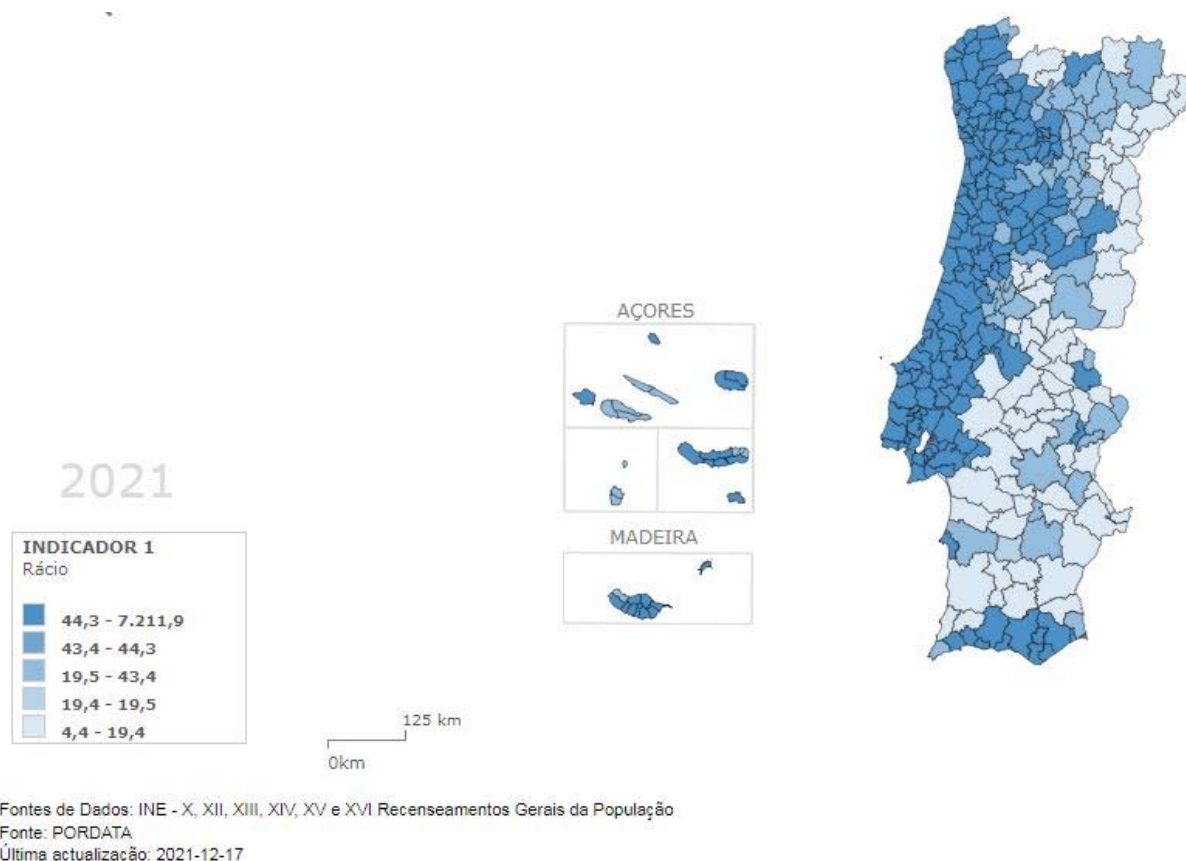 AÇORES
MADEIRA
2021
INDICADOR 1
Rácio
44,3 - 7.211,9
43,4 - 44,3
19,5 - 43,4
19,4 - 19,5
4,4 - 19,4
125 km
0km
Fontes de Dados: INE - X, XII, XIII, XIV, XV e XVI Recenseamentos Gerais da População
Fonte: PORDATA
Última actualização: 2021-12-17